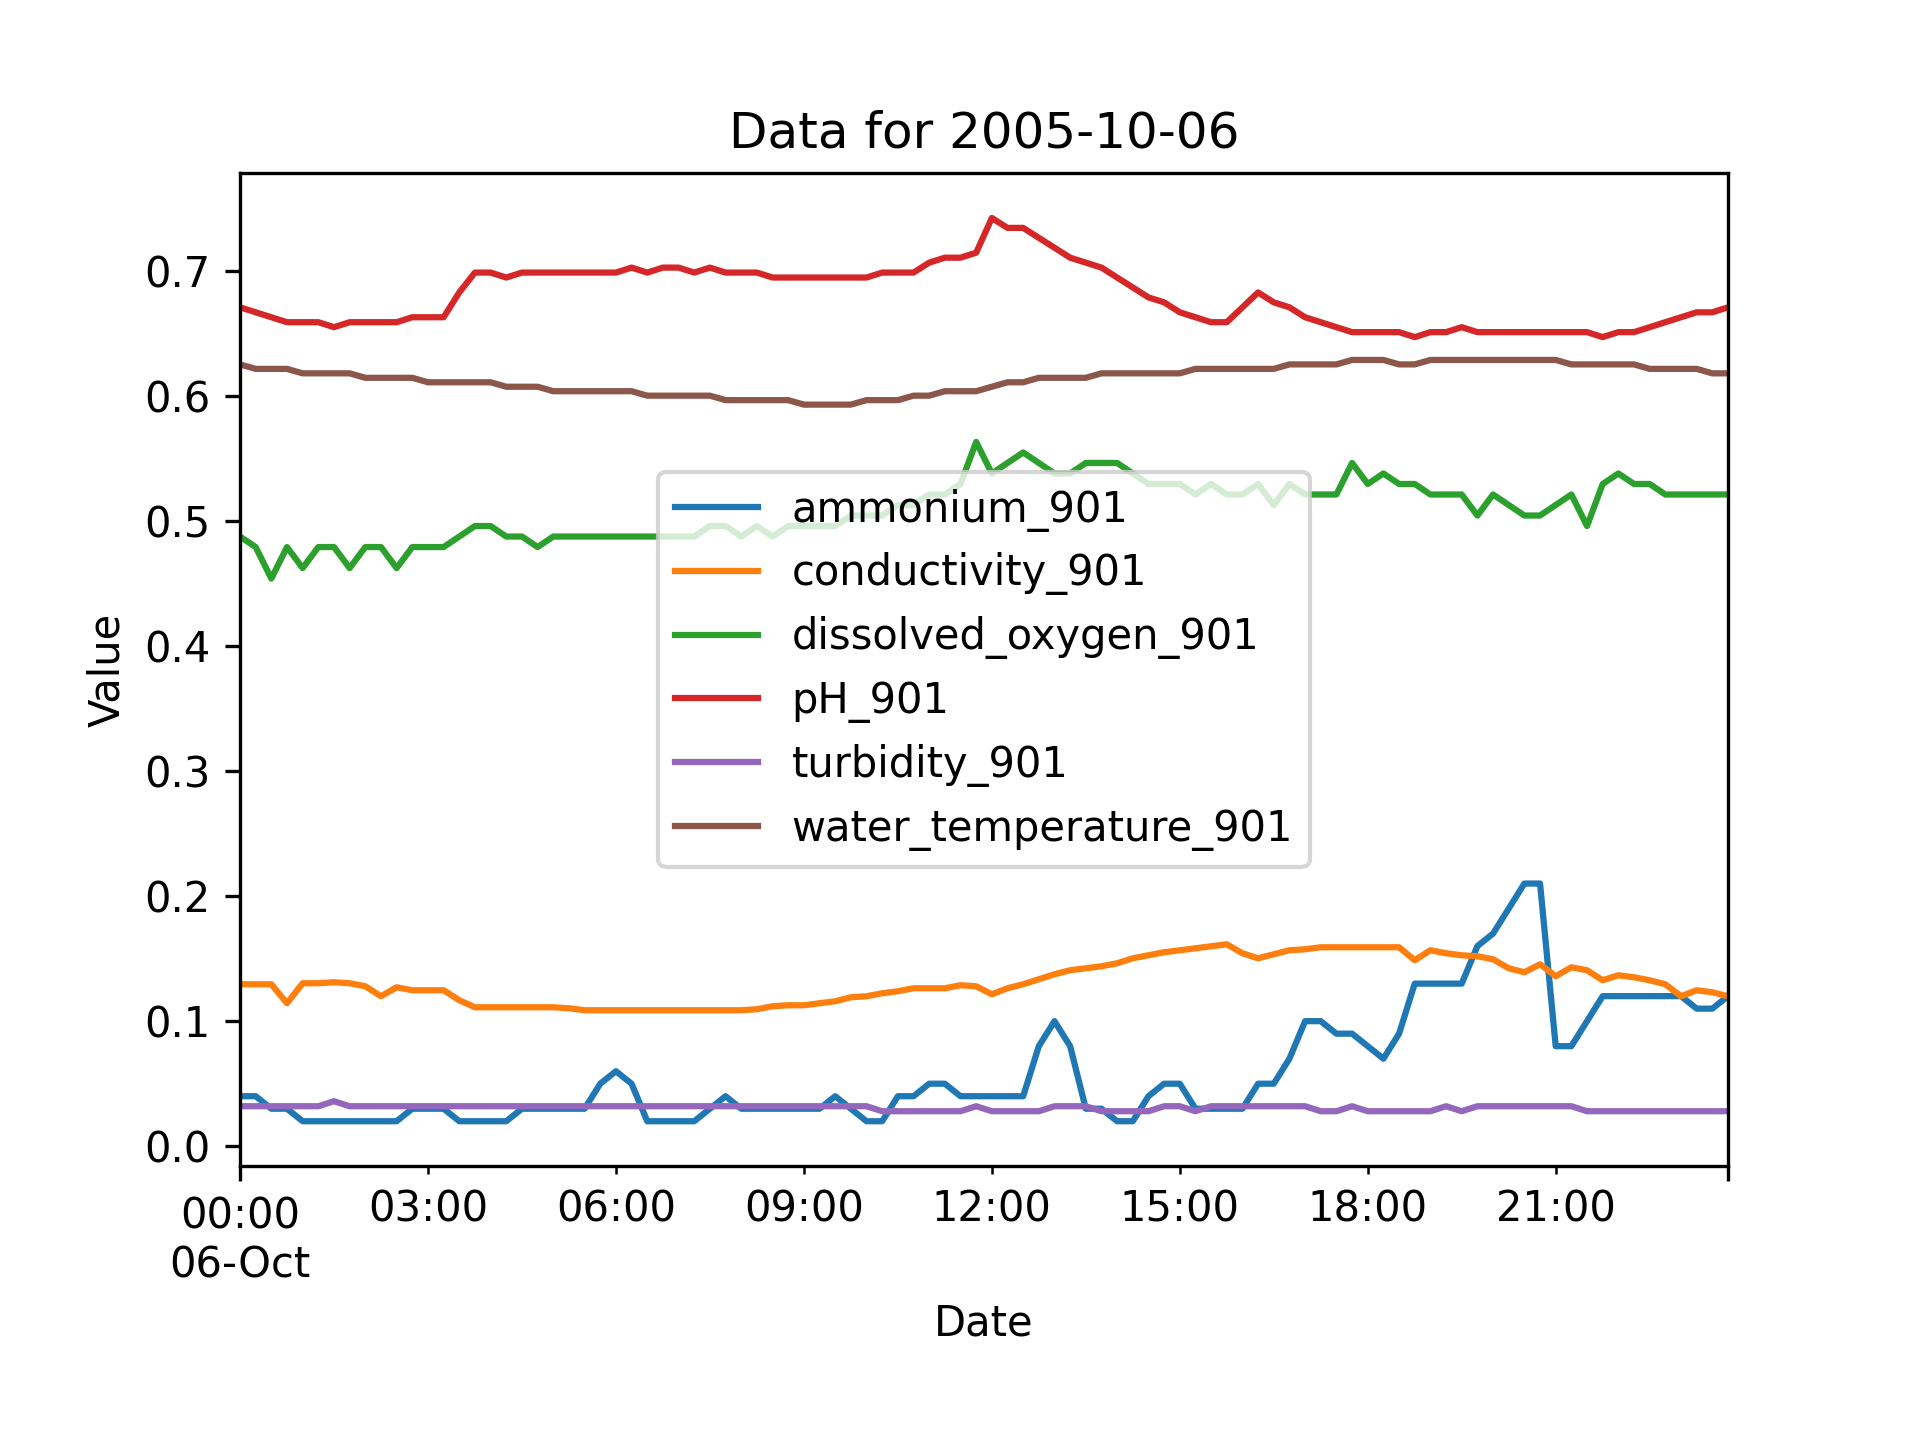 Data for 2005-10-06
Value
0.7
0.6
0.5
0.4
0.3
0.2
0.1
0.0
ammonium_901
conductivity_901
dissolved_oxygen_901
pH_901
turbidity_901
water_temperature_901
00:00 03:00 06:00 09:00 12:00 15:00 18:00 21:00
06-Oct
Date